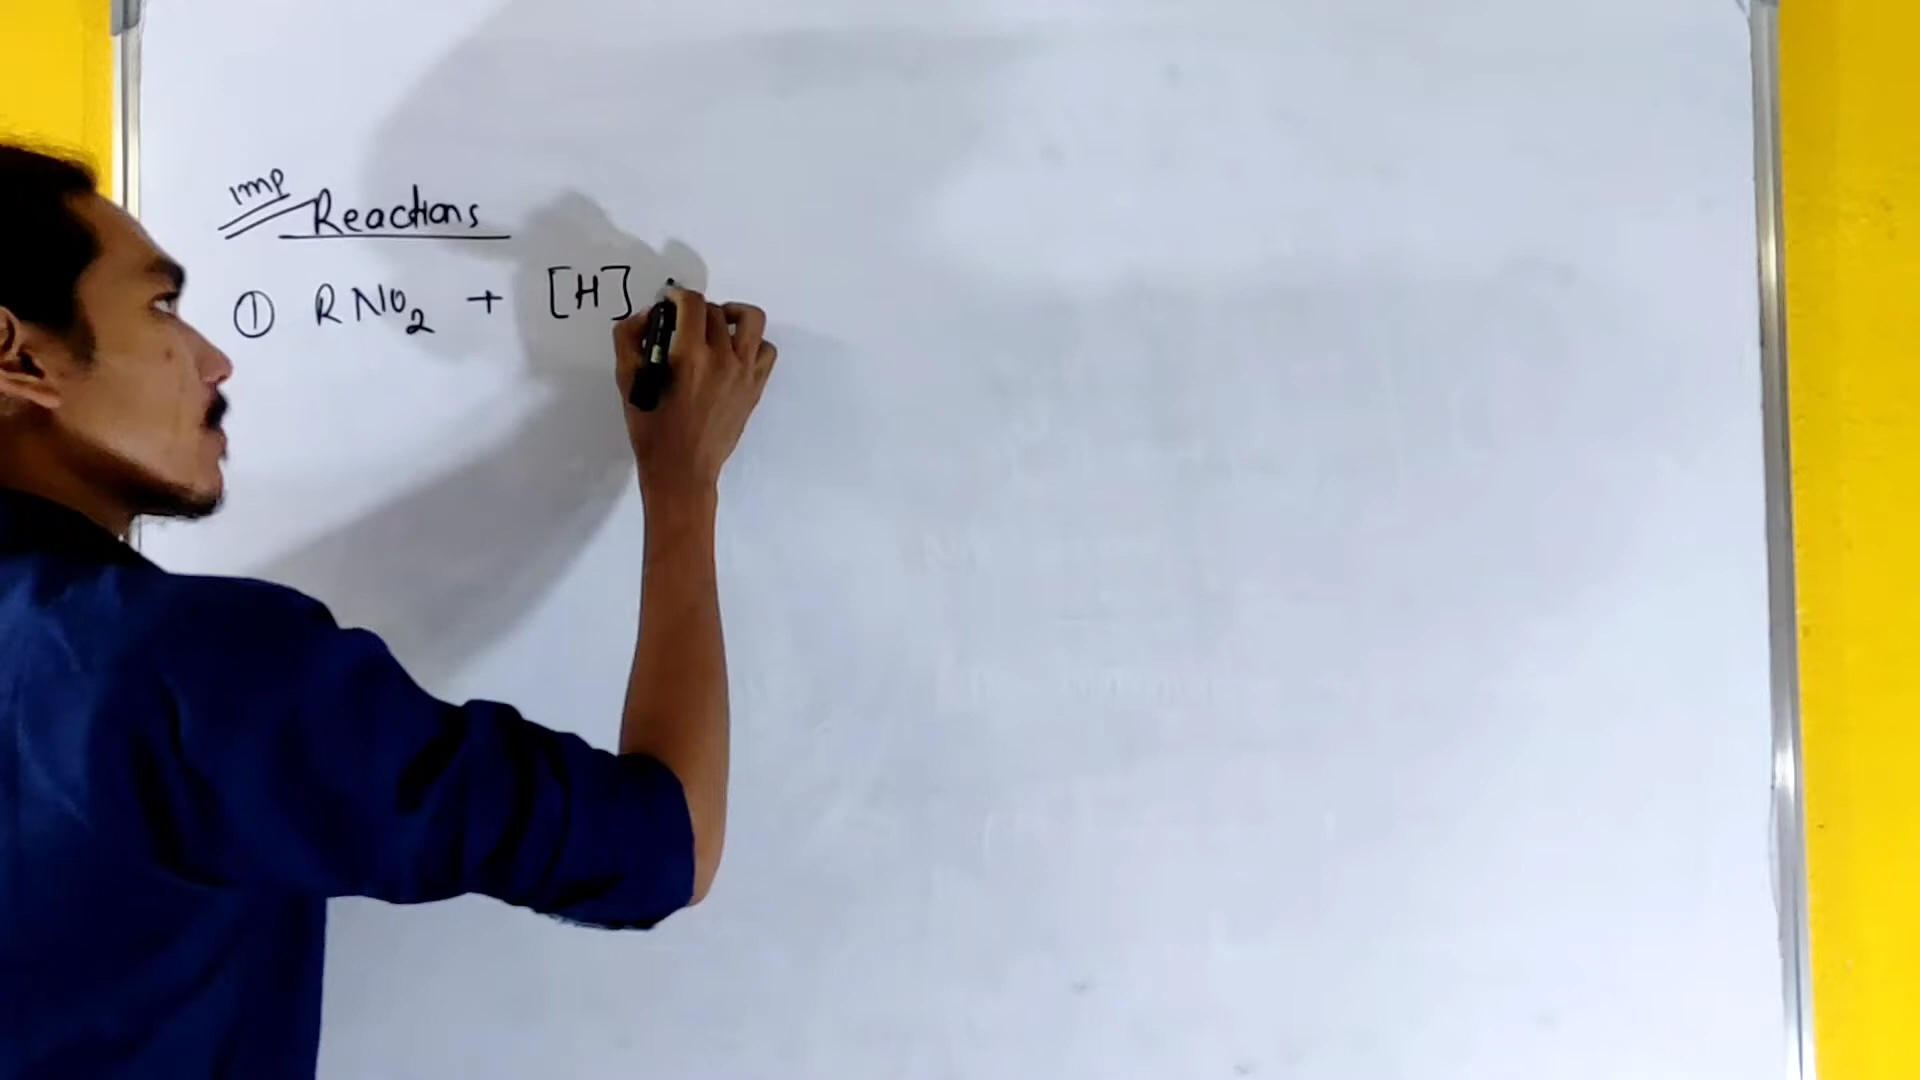 Imp
Reactions
① RNO₂ + [H]